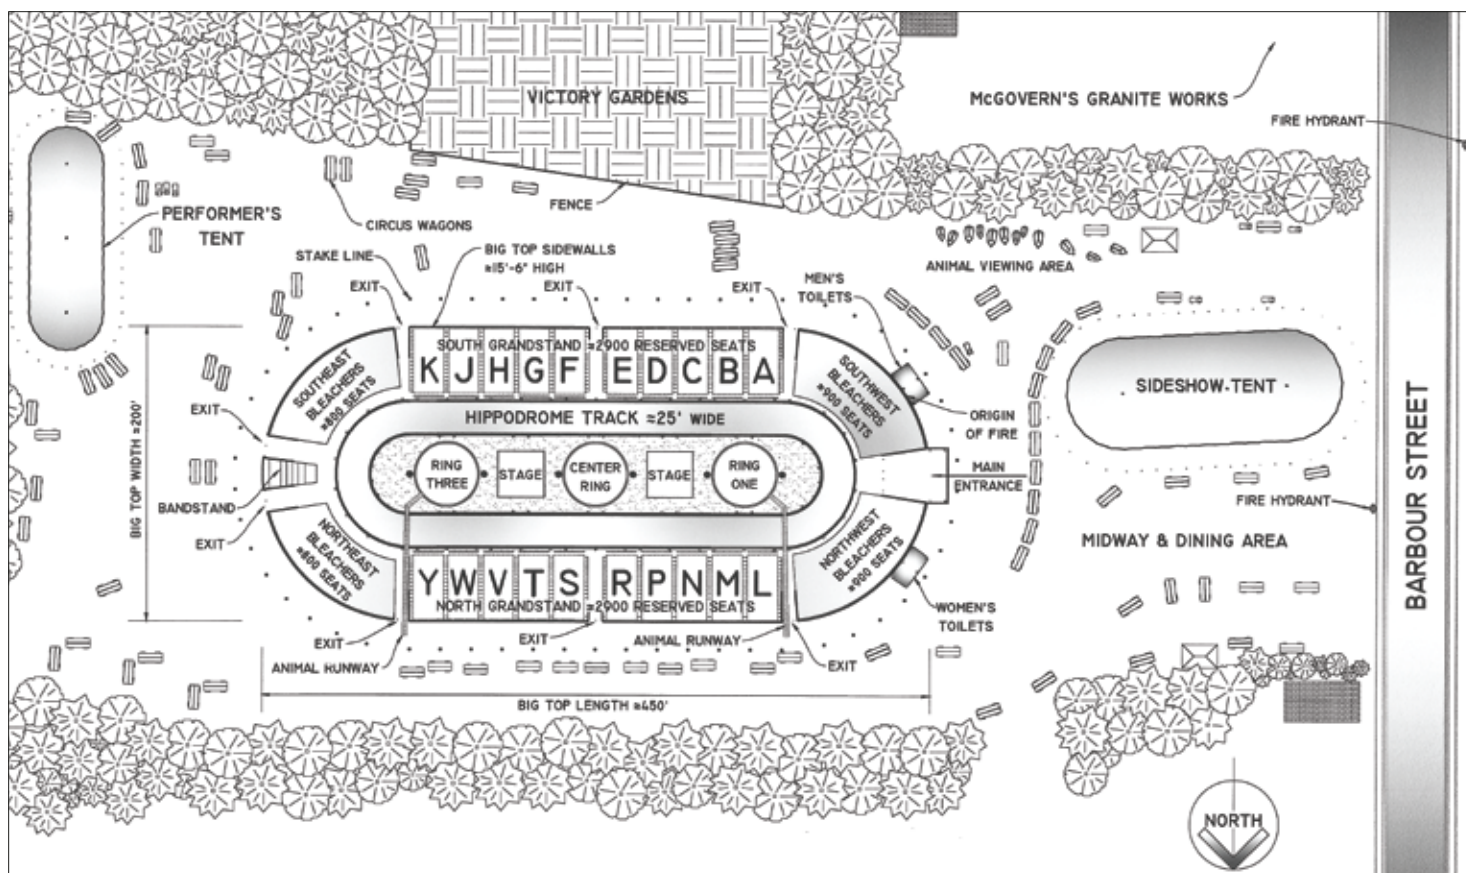 VICTORY GARDENS
McGOVERN'S GRANITE WORKS
FIRE HYDRANT
PERFORMER'S
TENT
CIRCUS WAGONS
FENCE
STAKE LINE
BIG TOP SIDEWALLS
≈15'-6" HIGH
ANIMAL VIEWING AREA
EXIT
EXIT
EXIT
MEN'S
TOILETS
SOUTH GRANDSTAND ≈2900 RESERVED SEATS
K J H G F E D C B A
SOUTHEAST
BLEACHERS
≈800 SEATS
SOUTHWEST
BLEACHERS
≈900 SEATS
SIDESHOW TENT
EXIT
HIPPODROME TRACK ≈25' WIDE
ORIGIN
OF FIRE
BIG TOP WIDTH ≈200'
RING
THREE
STAGE
CENTER
RING
STAGE
RING
ONE
MAIN
ENTRANCE
BANDSTAND
FIRE HYDRANT
BARBOUR STREET
EXIT
NORTHEAST
BLEACHERS
≈800 SEATS
NORTHWEST
BLEACHERS
≈900 SEATS
MIDWAY & DINING AREA
Y W V T S R P N M L
NORTH GRANDSTAND ≈2900 RESERVED SEATS
WOMEN'S
TOILETS
EXIT
EXIT
ANIMAL RUNWAY
ANIMAL RUNWAY
EXIT
BIG TOP LENGTH ≈450'
NORTH